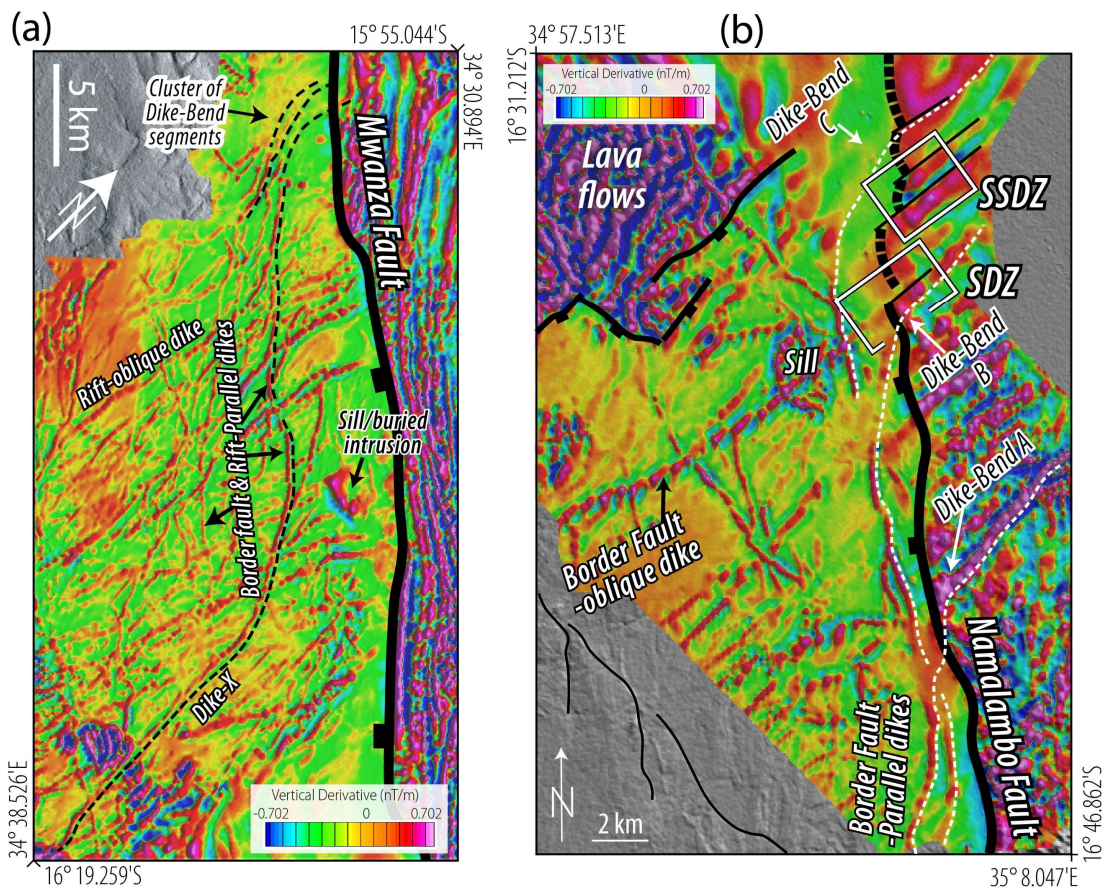 (a)
15° 55.044'S
34° 30.894'E
5 km
N
Cluster of
Dike-Bend
segments
Mwanza Fault
Rift-oblique dike
Border fault & Rift-Parallel dikes
Sill/buried
intrusion
Dike-X
Vertical Derivative (nT/m)
-0.702 0 0.702
34° 38.526'E
16° 19.259'S
(b)
34° 57.513'E
16° 31.212'S
Vertical Derivative (nT/m)
-0.702 0 0.702
Lava
flows
Dike-Bend
C
SSDZ
SDZ
Dike-Bend
B
Sill
Dike-Bend A
Border Fault
-oblique dike
Namalambo Fault
Border Fault
-Parallel dikes
N
2 km
16° 46.862'S
35° 8.047'E